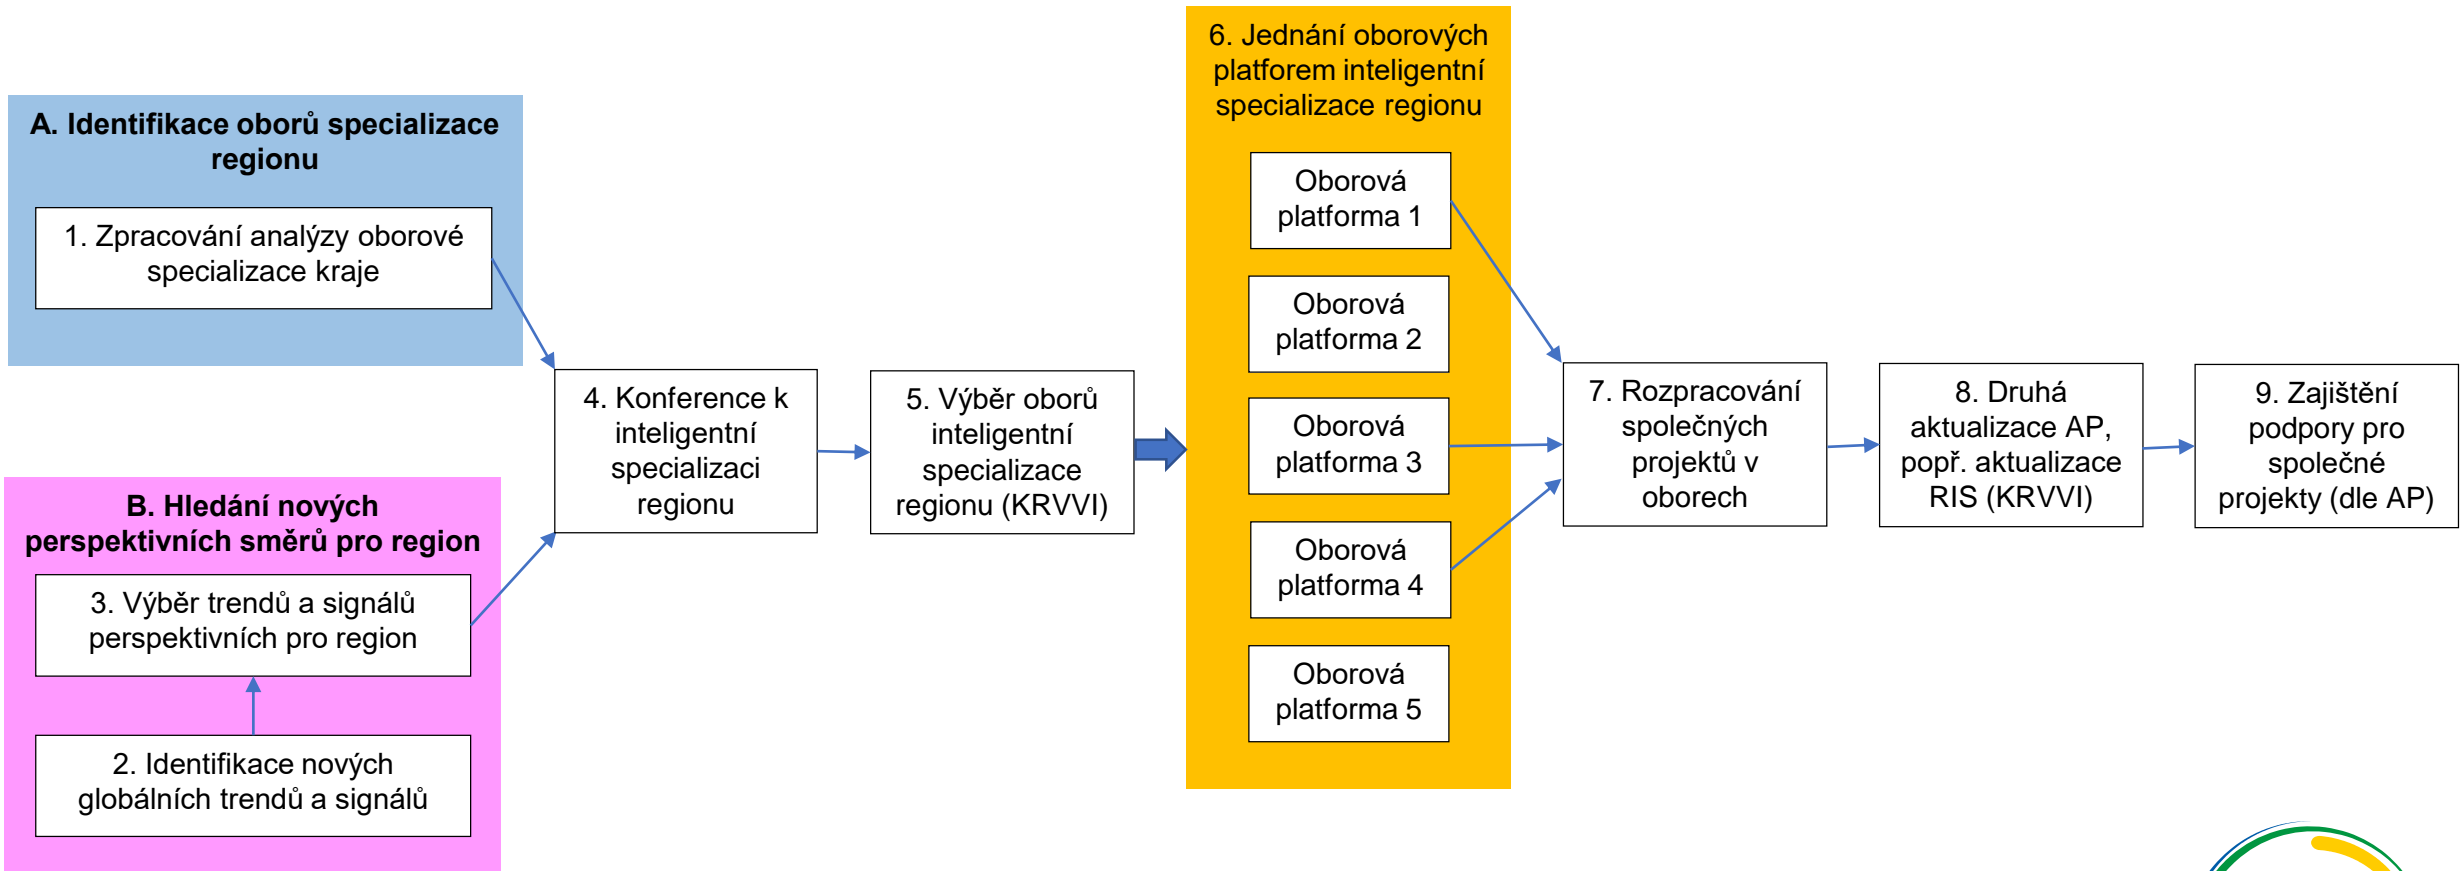 A. Identifikace oborů specializace
regionu
1. Zpracování analýzy oborové
specializace kraje
B. Hledání nových
perspektivních směrů pro region
3. Výběr trendů a signálů
perspektivních pro region
2. Identifikace nových
globálních trendů a signálů
4. Konference k
inteligentní
specializaci
regionu
5. Výběr oborů
inteligentní
specializace
regionu (KRVVI)
6. Jednání oborových
platforem inteligentní
specializace regionu
Oborová
platforma 1
Oborová
platforma 2
Oborová
platforma 3
Oborová
platforma 4
Oborová
platforma 5
7. Rozpracování
společných
projektů v
oborech
8. Druhá
aktualizace AP,
popř. aktualizace
RIS (KRVVI)
9. Zajištění
podpory pro
společné
projekty (dle AP)